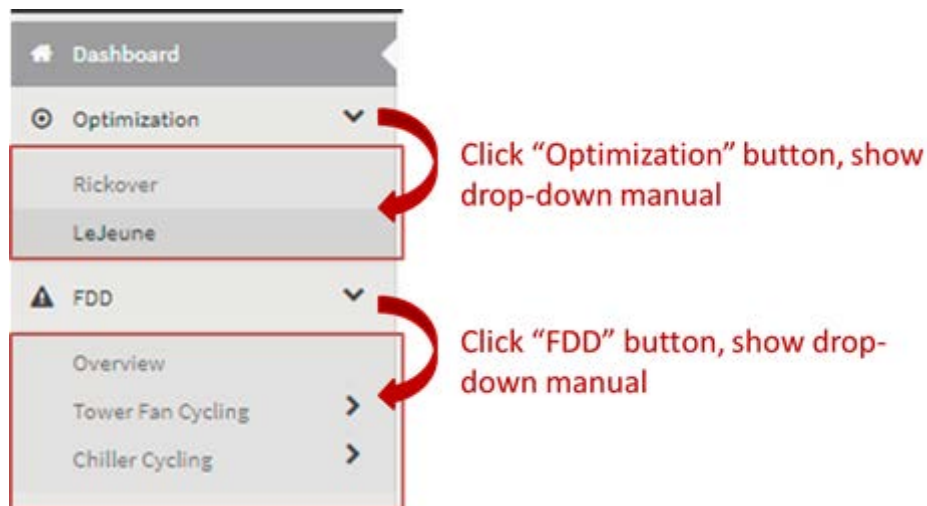 Dashboard
Optimization
Click “Optimization” button, show
drop-down manual
Rickover
LeJeune
FDD
Click “FDD” button, show drop-
down manual
Overview
Tower Fan Cycling
Chiller Cycling